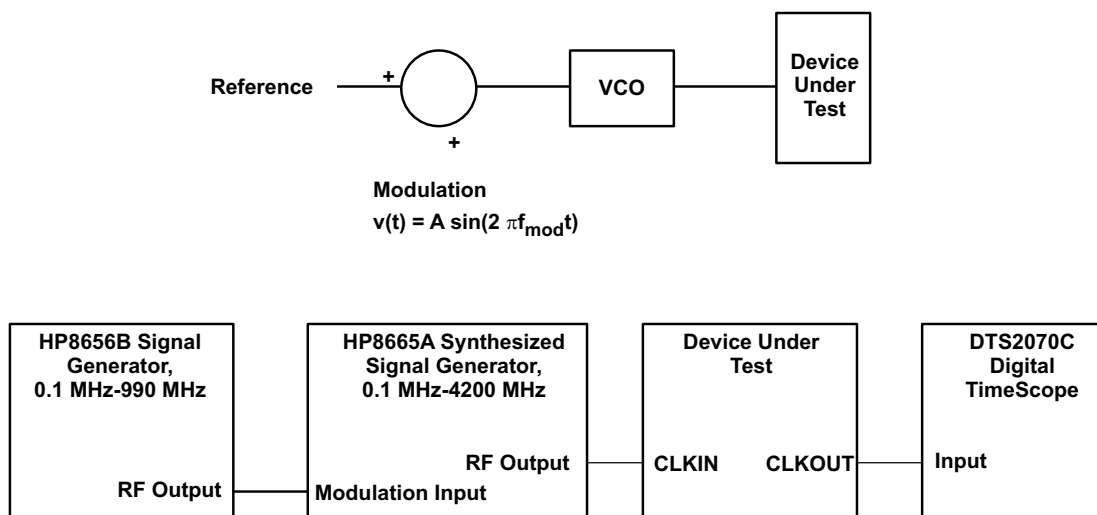 Reference
+
+
VCO
Device
Under
Test
Modulation
v(t) = A sin(2 πf_mod t)
HP8656B Signal
Generator,
0.1 MHz-990 MHz
RF Output
HP8665A Synthesized
Signal Generator,
0.1 MHz-4200 MHz
RF Output
Modulation Input
Device Under
Test
CLKIN CLKOUT
DTS2070C
Digital
TimeScope
Input